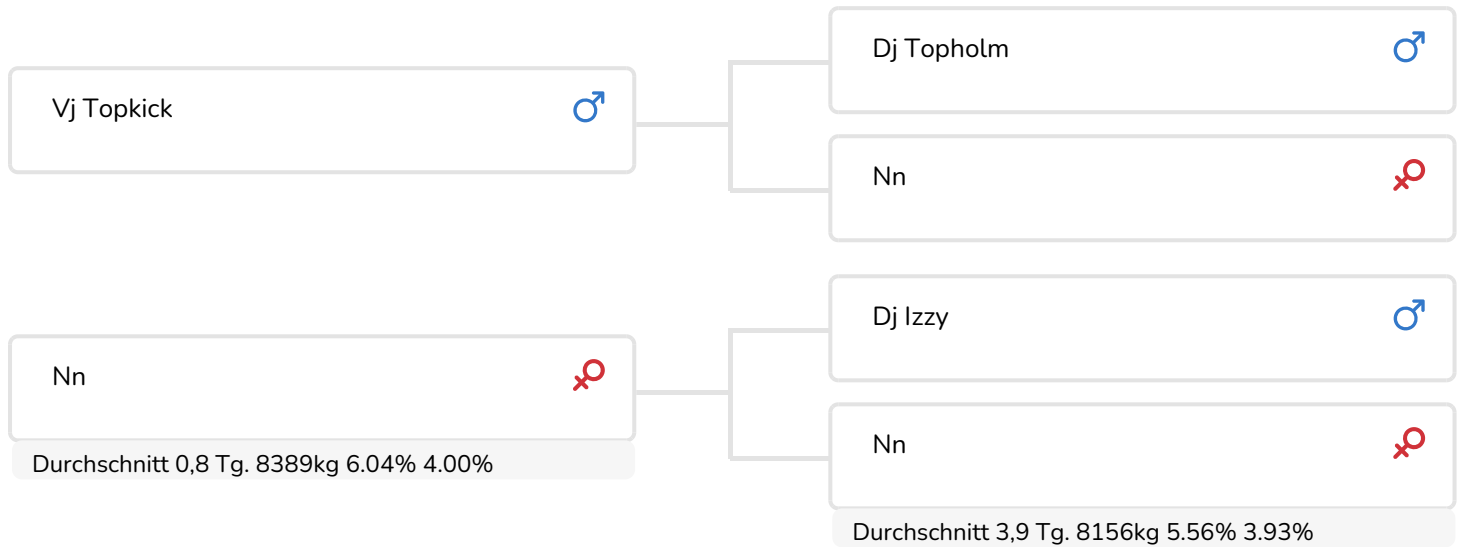 Vj Topkick
Dj Topholm
Nn
Nn
Durchschnitt 0,8 Tg. 8389kg 6.04% 4.00%
Dj Izzy
Nn
Durchschnitt 3,9 Tg. 8156kg 5.56% 3.93%